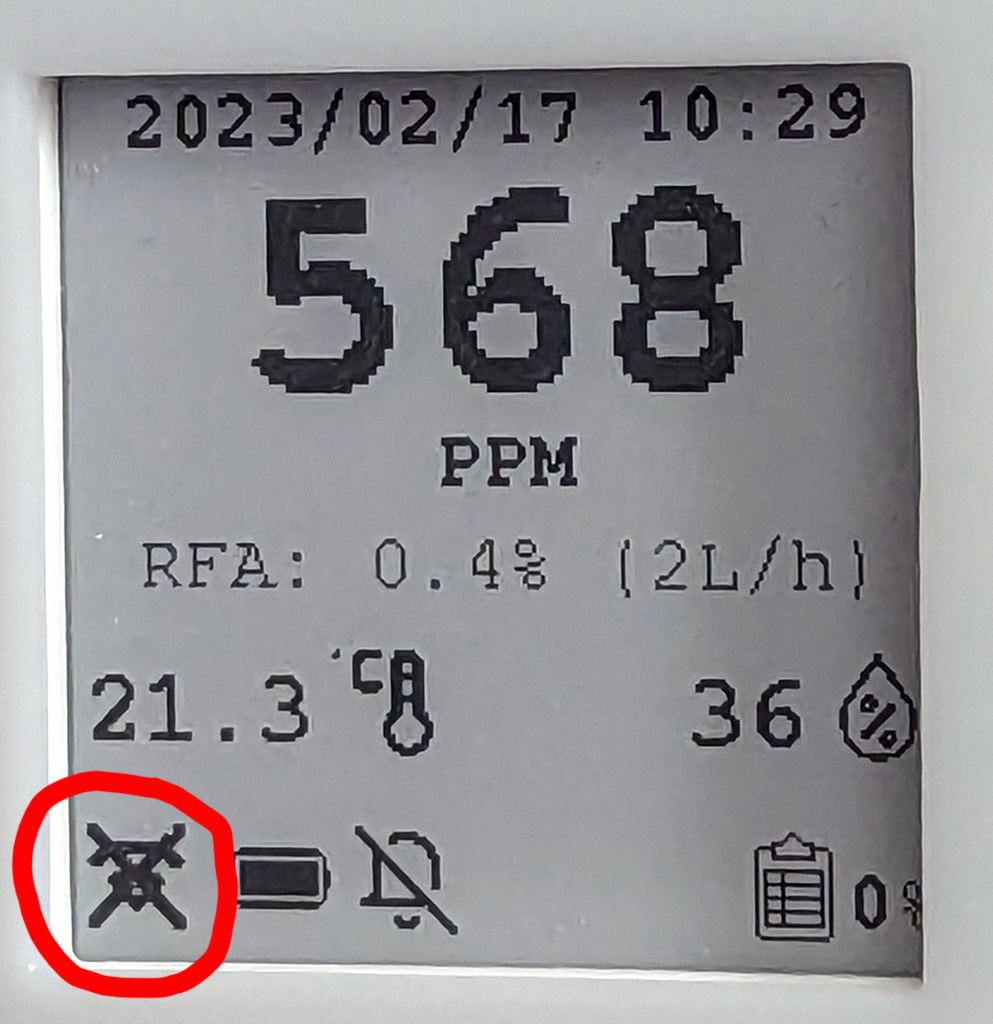 2023/02/17 10:29
568
PPM
RFA: 0.4% (2L/h)
21.3 °C 36 %
0%